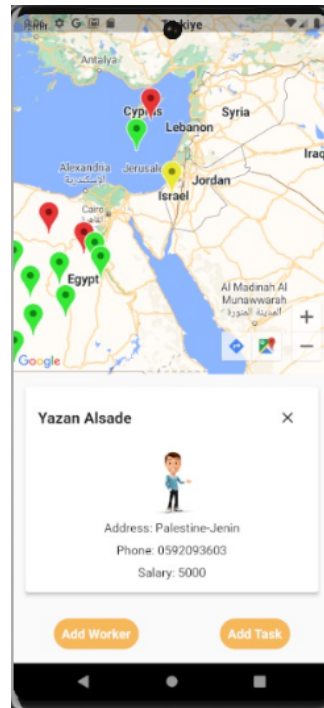 Türkiye
Antalya
Cyprus
Syria
Lebanon
Iraq
Alexandria
الإسكندرية
Jerusale
Jordan
Israel
Cairo
Egypt
Al Madinah Al
Munawwarah
المدينة المنورة
+
−
Google
Yazan Alsade
×
Address: Palestine-Jenin
Phone: 0592093603
Salary: 5000
Add Worker
Add Task